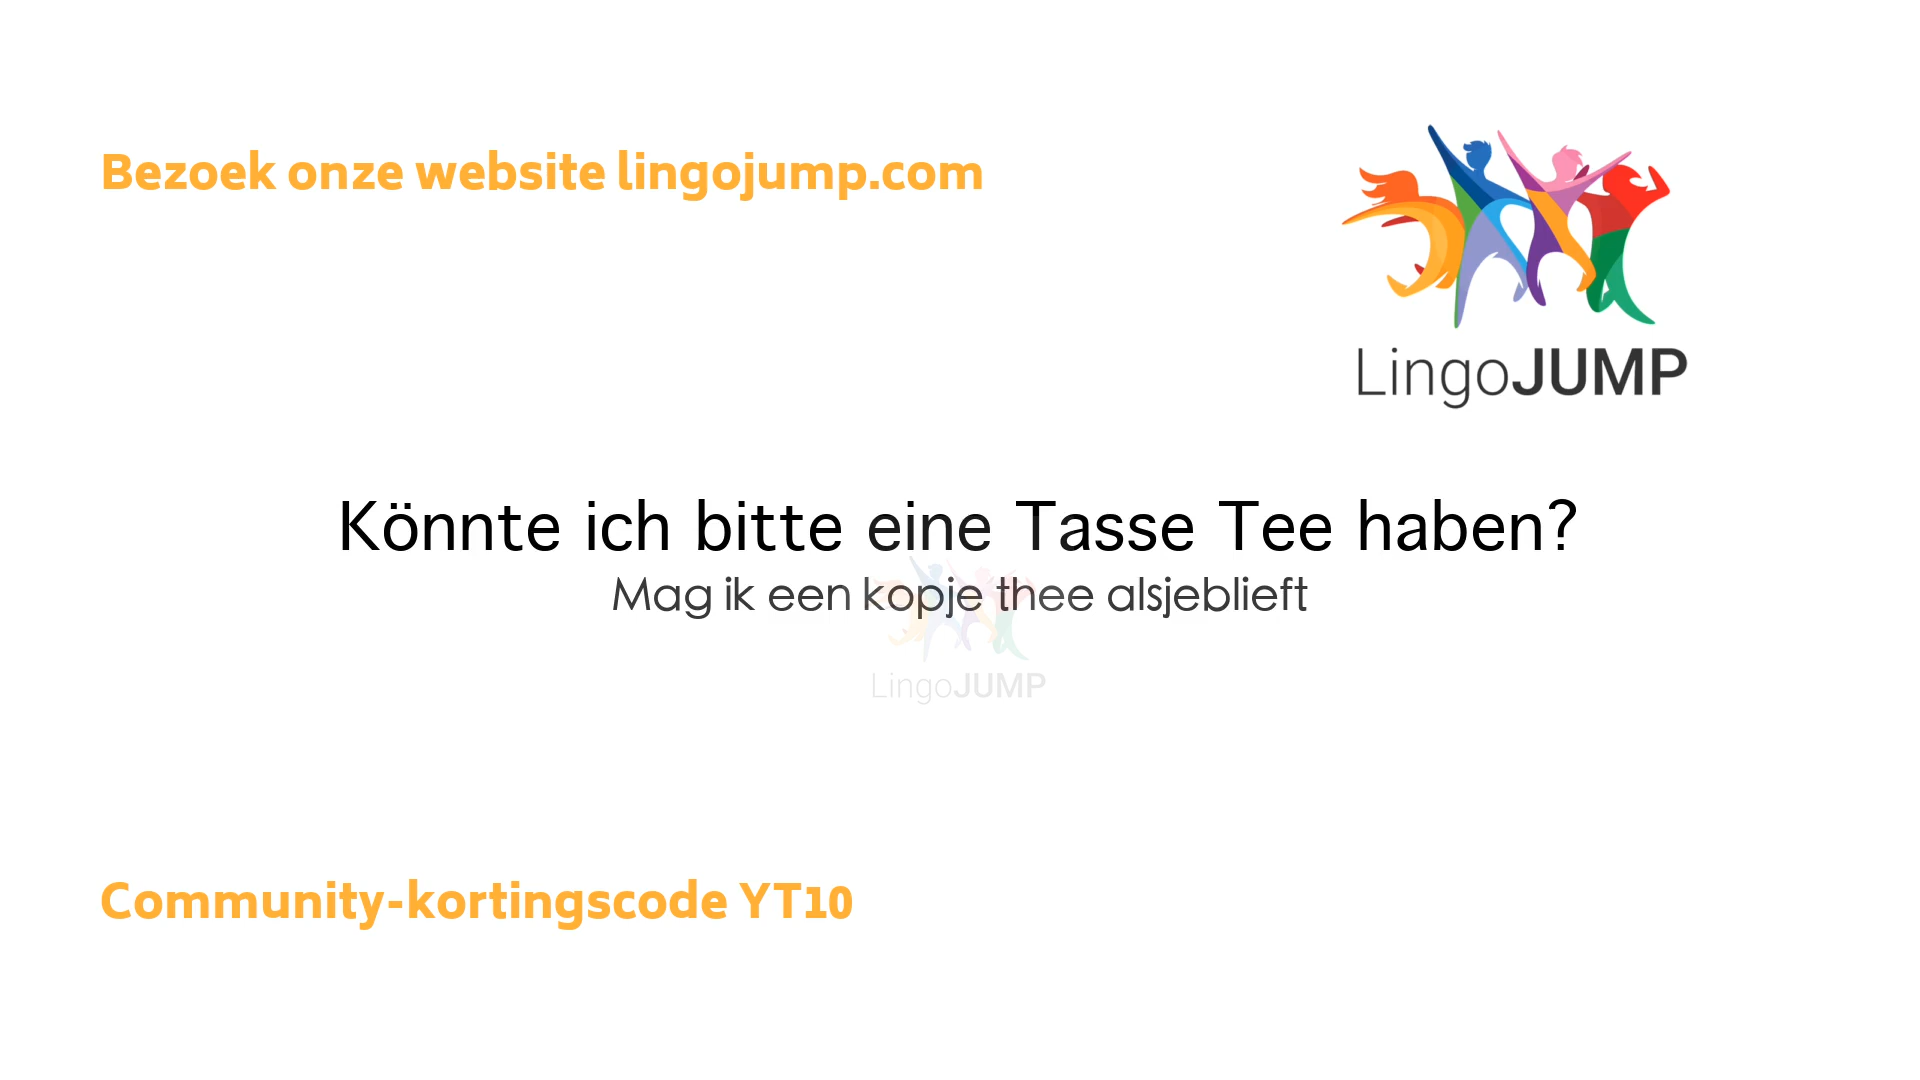 Bezoek onze website lingojump.com
LingoJUMP
Könnte ich bitte eine Tasse Tee haben?
Mag ik een kopje thee alsjeblieft
LingoJUMP
Community-kortingscode YT10